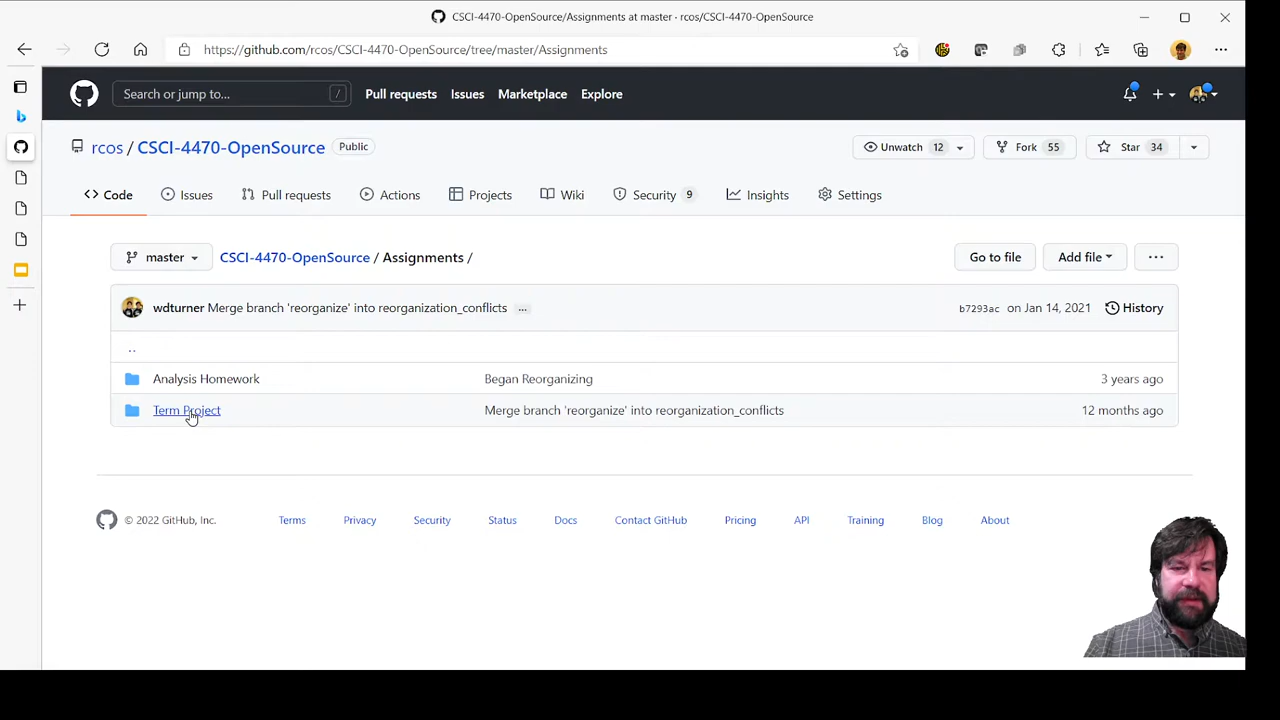 CSCI-4470-OpenSource/Assignments at master · rcos/CSCI-4470-OpenSource
https://github.com/rcos/CSCI-4470-OpenSource/tree/master/Assignments
Search or jump to... / Pull requests Issues Marketplace Explore
rcos / CSCI-4470-OpenSource Public Unwatch 12 Fork 55 Star 34
Code Issues Pull requests Actions Projects Wiki Security 9 Insights Settings
master CSCI-4470-OpenSource / Assignments / Go to file Add file ...
wdturner Merge branch 'reorganize' into reorganization_conflicts ... b7293ac on Jan 14, 2021 History
..
Analysis Homework Began Reorganizing 3 years ago
Term Project Merge branch 'reorganize' into reorganization_conflicts 12 months ago
© 2022 GitHub, Inc. Terms Privacy Security Status Docs Contact GitHub Pricing API Training Blog About